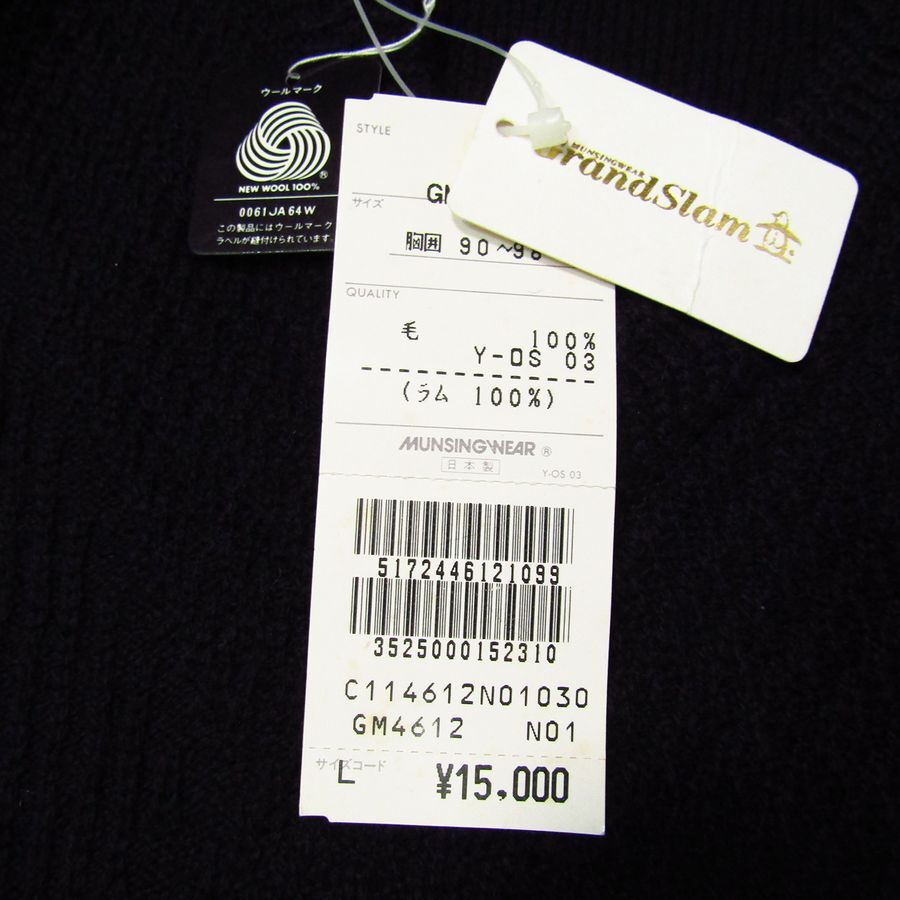 ウールマーク
®
NEW WOOL 100%
0061JA64W
この製品にはウールマーク
ラベルが縫付けられています。
MUNSINGWEAR
GrandSlam
STYLE
サイズ
胸囲 90~98
QUALITY
毛 100%
Y-OS 03
(ラム 100%)
MUNSINGWEAR®
日本製
Y-OS 03
5172446121099
3525000152310
C114612N01030
GM4612 N01
サイズコード
L ¥15,000